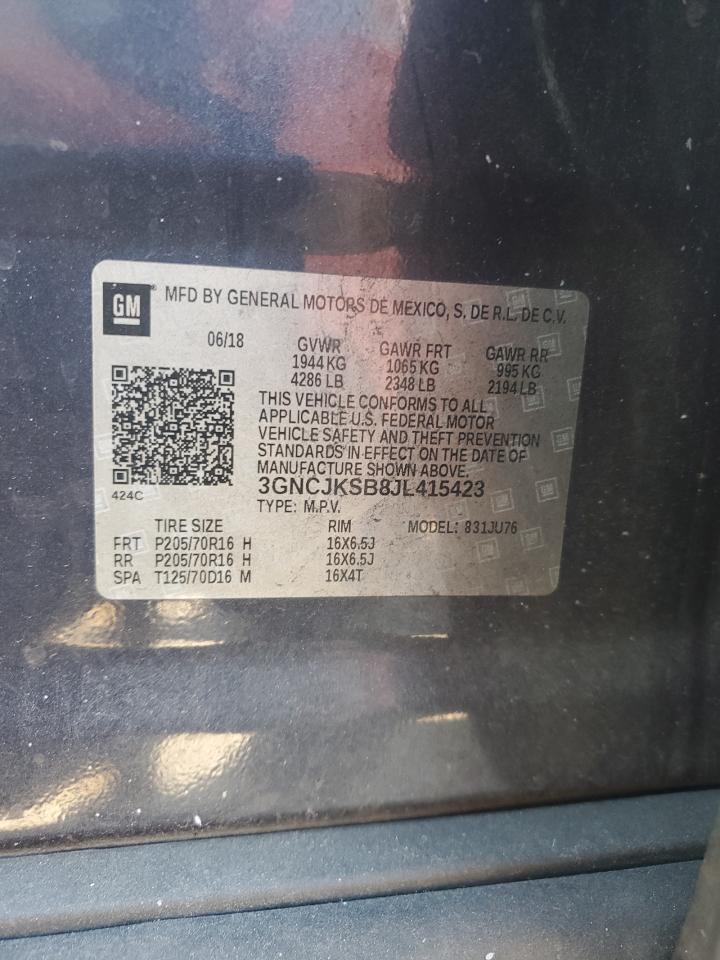 GM MFD BY GENERAL MOTORS DE MEXICO, S. DE R.L. DE C.V.
06/18 GVWR GAWR FRT GAWR RR
1944 KG 1065 KG 995 KG
4286 LB 2348 LB 2194 LB
THIS VEHICLE CONFORMS TO ALL
APPLICABLE U.S. FEDERAL MOTOR
VEHICLE SAFETY AND THEFT PREVENTION
STANDARDS IN EFFECT ON THE DATE OF
MANUFACTURE SHOWN ABOVE.
424C
3GNCJKSB8JL415423
TYPE: M.P.V.
TIRE SIZE RIM MODEL: 831JU76
FRT P205/70R16 H 16X6.5J
RR P205/70R16 H 16X6.5J
SPA T125/70D16 M 16X4T